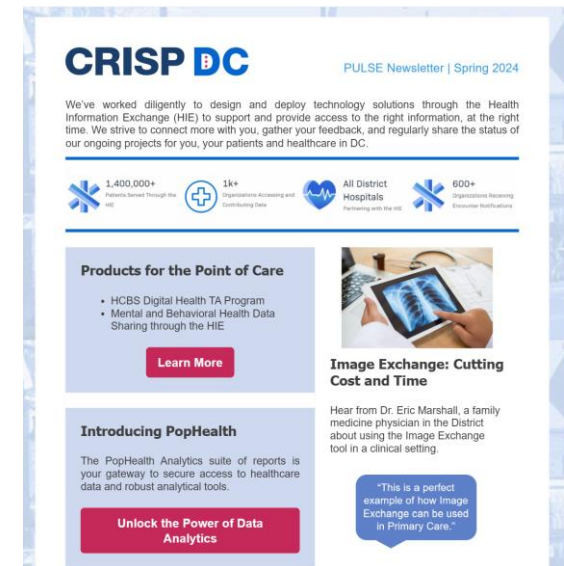 CRISP DC
PULSE Newsletter | Spring 2024
We've worked diligently to design and deploy technology solutions through the Health
Information Exchange (HIE) to support and provide access to the right information, at the right
time. We strive to connect more with you, gather your feedback, and regularly share the status of
our ongoing projects for you, your patients and healthcare in DC.
1,400,000+
Patients Served Through the
HIE
1k+
Organizations Accessing and
Contributing Data
All District
Hospitals
Partnering with the HIE
600+
Organizations Receiving
Encounter Notifications
Products for the Point of Care
• HCBS Digital Health TA Program
• Mental and Behavioral Health Data
Sharing through the HIE
Learn More
Introducing PopHealth
The PopHealth Analytics suite of reports is
your gateway to secure access to healthcare
data and robust analytical tools.
Unlock the Power of Data
Analytics
Image Exchange: Cutting
Cost and Time
Hear from Dr. Eric Marshall, a family
medicine physician in the District
about using the Image Exchange
tool in a clinical setting.
"This is a perfect
example of how Image
Exchange can be used
in Primary Care."